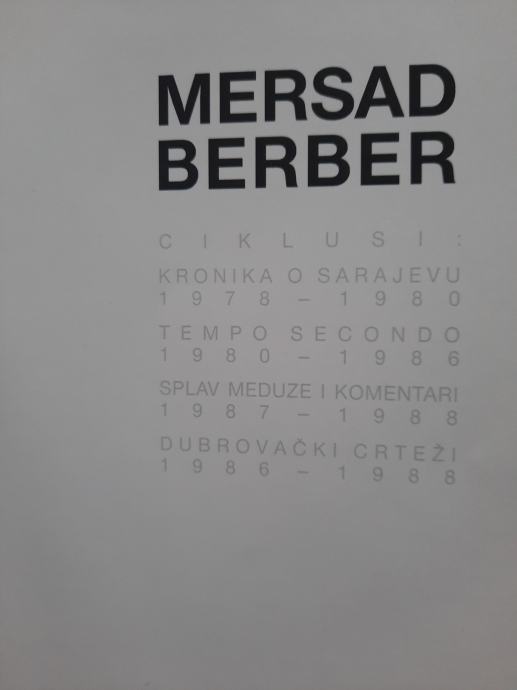 MERSAD
BERBER
CIKLUSI:
KRONIKA O SARAJEVU
1978 – 1980
TEMPO SECONDO
1980 – 1986
SPLAV MEDUZE I KOMENTARI
1987 – 1988
DUBROVAČKI CRTEŽI
1986 – 1988